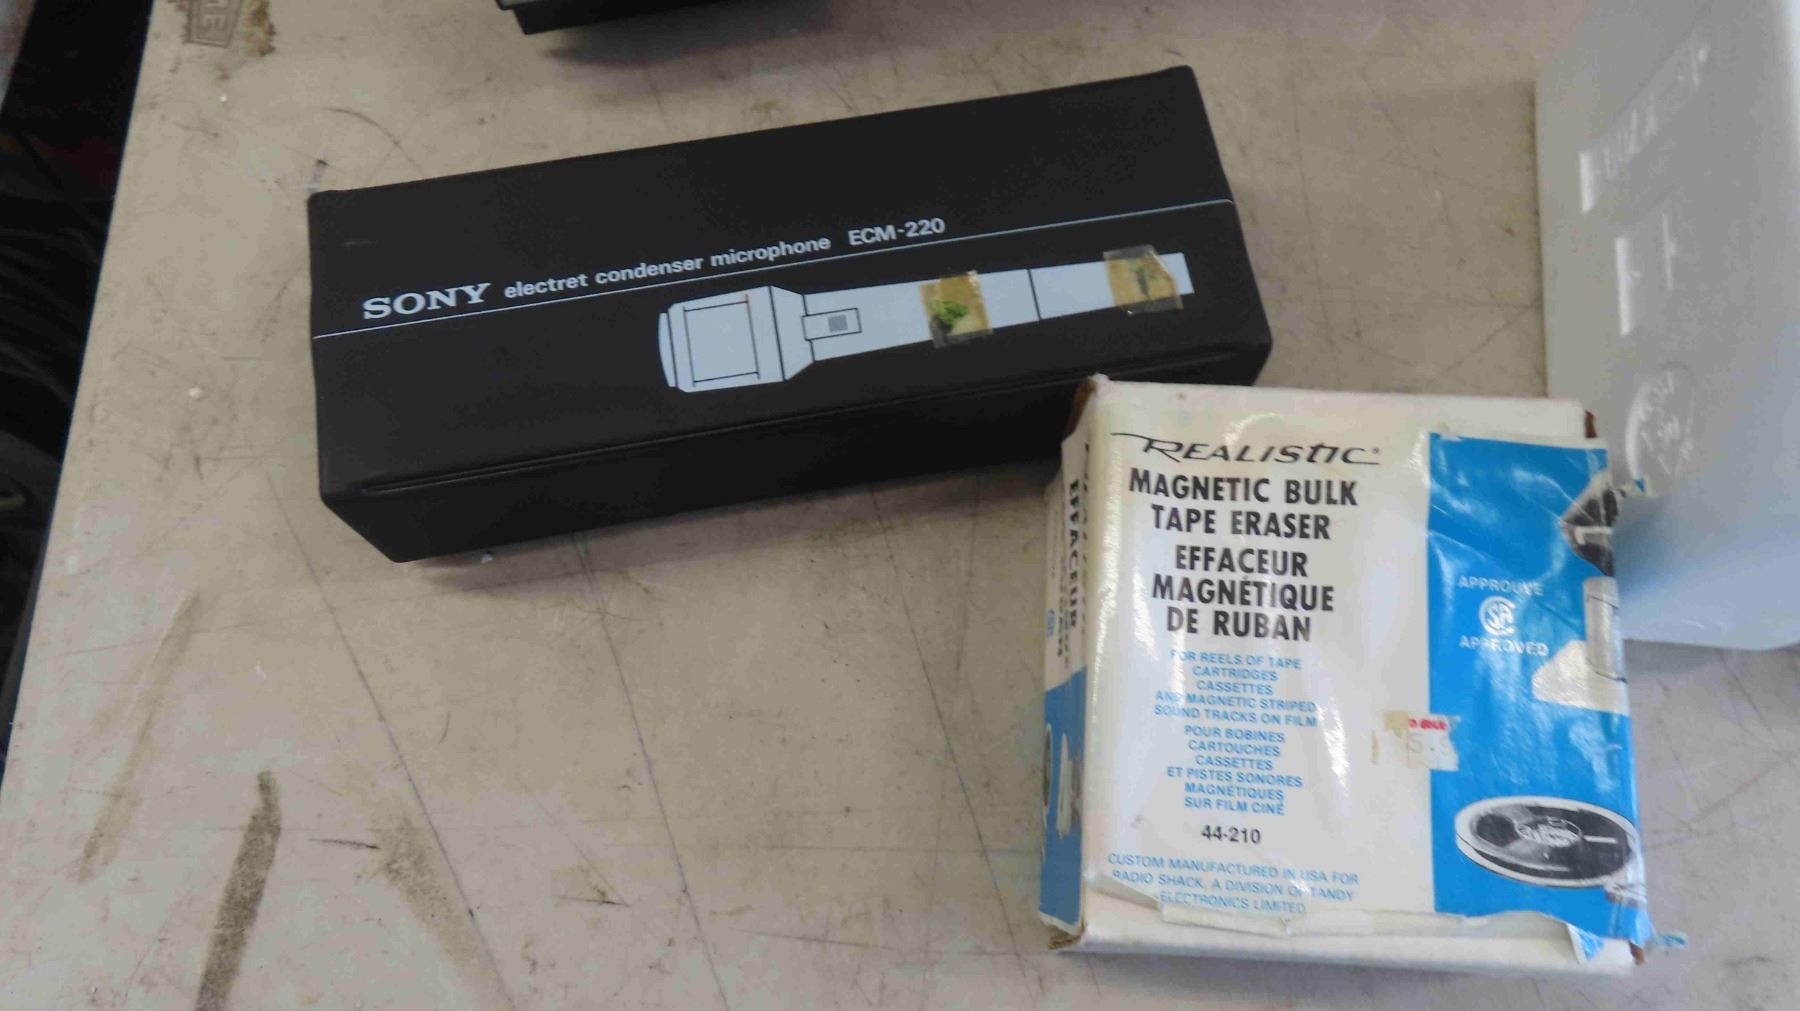 SONY electret condenser microphone ECM-220
REALISTIC®
MAGNETIC BULK
TAPE ERASER
EFFACEUR
MAGNÉTIQUE
DE RUBAN
FOR REELS OF TAPE
CARTRIDGES
CASSETTES
AND MAGNETIC STRIPED
SOUND TRACKS ON FILM
POUR BOBINES
CARTOUCHES
CASSETTES
ET PISTES SONORES
MAGNÉTIQUES
SUR FILM CINÉ
44-210
CUSTOM MANUFACTURED IN USA FOR
RADIO SHACK, A DIVISION OF TANDY
ELECTRONICS LIMITED
APPROUVÉ
SA
APPROVED
EFFACEUR